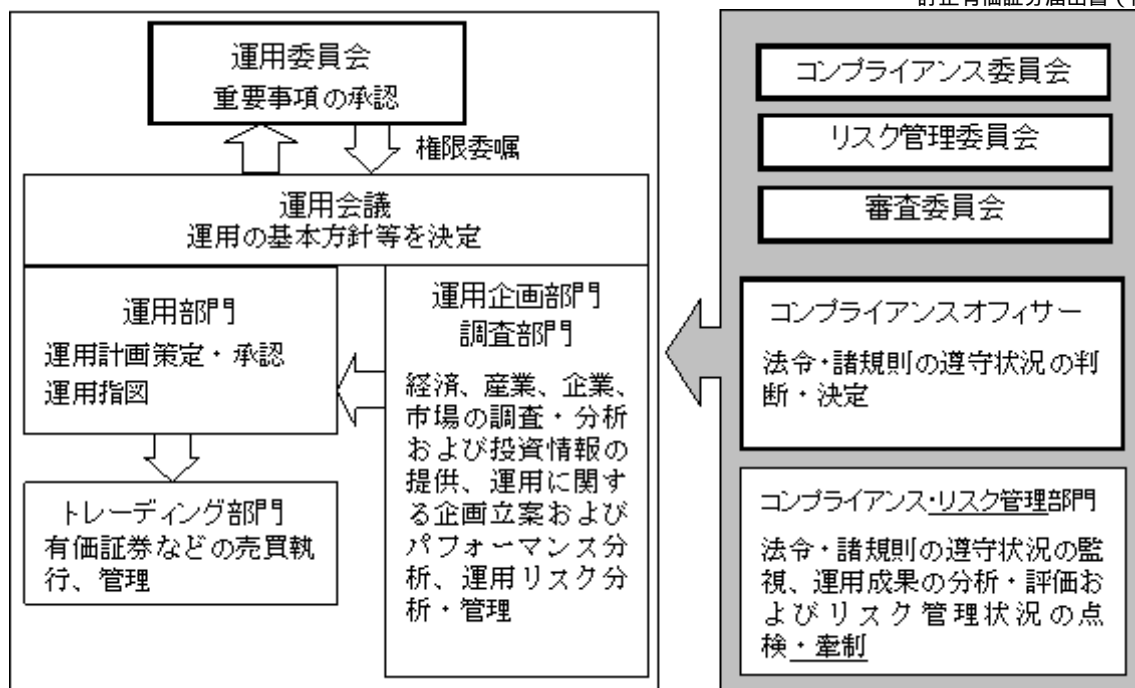 訂正有価証券届出書（
運用委員会
重要事項の承認
権限委嘱
運用会議
運用の基本方針等を決定
運用部門
運用計画策定・承認
運用指図
運用企画部門
調査部門
経済、産業、企業、
市場の調査・分析
および投資情報の
提供、運用に関す
る企画立案および
パフォーマンス分
析、運用リスク分
析・管理
トレーディング部門
有価証券などの売買執
行、管理
コンプライアンス委員会
リスク管理委員会
審査委員会
コンプライアンスオフィサー
法令・諸規則の遵守状況の判
断・決定
コンプライアンス・リスク管理部門
法令・諸規則の遵守状況の監
視、運用成果の分析・評価お
よびリスク管理状況の点
検・牽制